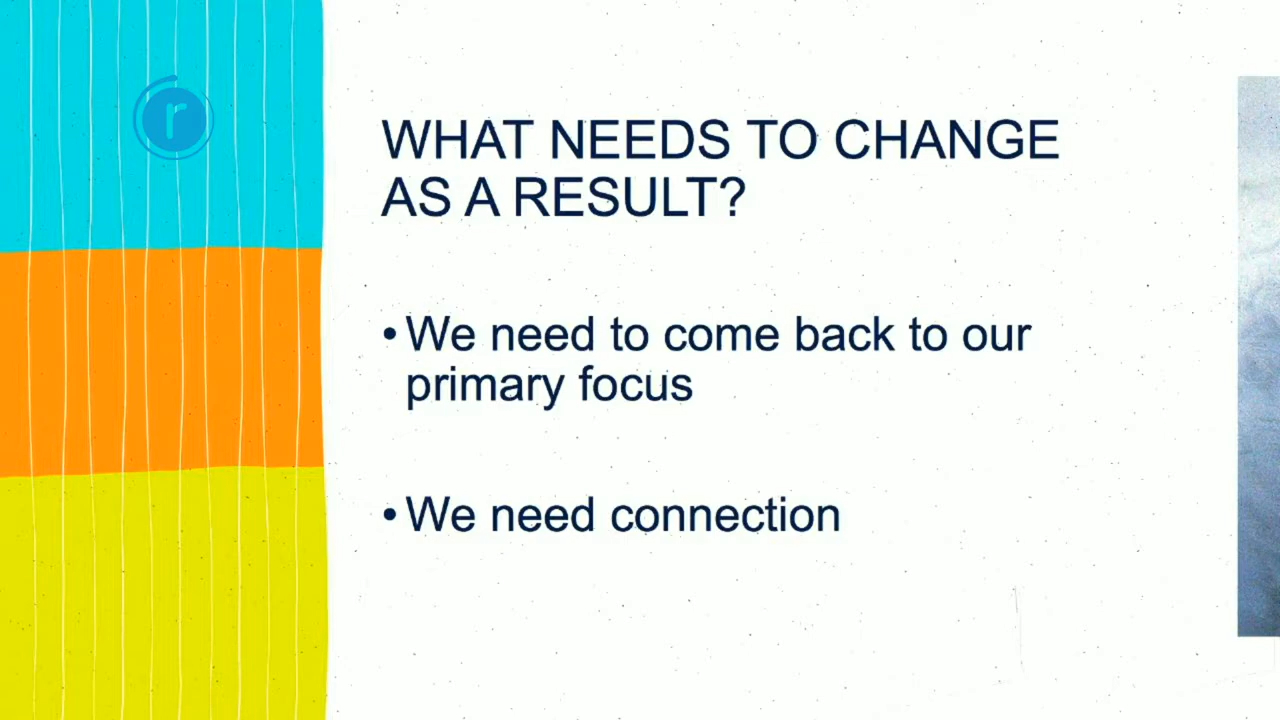 r
WHAT NEEDS TO CHANGE
AS A RESULT?
• We need to come back to our
primary focus
• We need connection